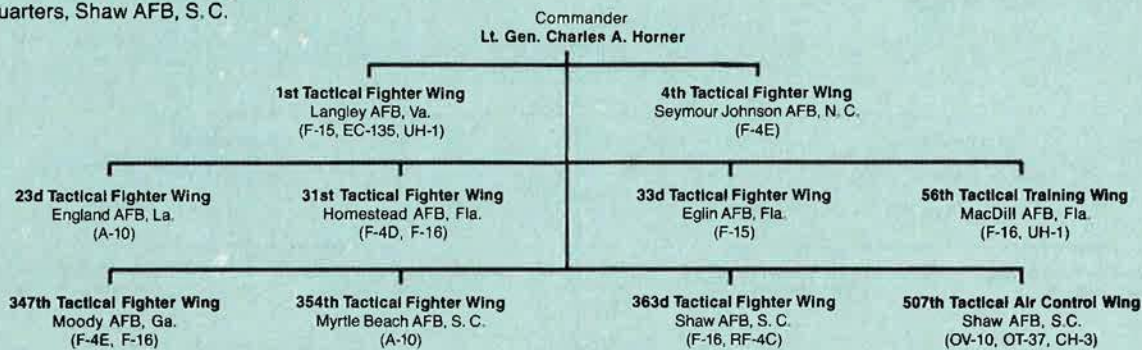 Shaw AFB, S.C.
Commander
Lt. Gen. Charles A. Horner
1st Tactical Fighter Wing
Langley AFB, Va.
(F-15, EC-135, UH-1)
4th Tactical Fighter Wing
Seymour Johnson AFB, N.C.
(F-4E)
23d Tactical Fighter Wing
England AFB, La.
(A-10)
31st Tactical Fighter Wing
Homestead AFB, Fla.
(F-4D, F-16)
33d Tactical Fighter Wing
Eglin AFB, Fla.
(F-15)
56th Tactical Training Wing
MacDill AFB, Fla.
(F-16, UH-1)
347th Tactical Fighter Wing
Moody AFB, Ga.
(F-4E, F-16)
354th Tactical Fighter Wing
Myrtle Beach AFB, S.C.
(A-10)
363d Tactical Fighter Wing
Shaw AFB, S.C.
(F-16, RF-4C)
507th Tactical Air Control Wing
Shaw AFB, S.C.
(OV-10, OT-37, CH-3)